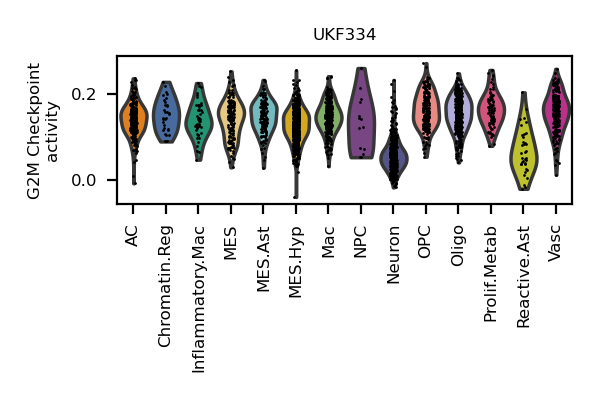 UKF334
G2M Checkpoint
activity
0.2
0.0
AC
Chromatin.Reg
Inflammatory.Mac
MES
MES.Ast
MES.Hyp
Mac
NPC
Neuron
OPC
Oligo
Prolif.Metab
Reactive.Ast
Vasc